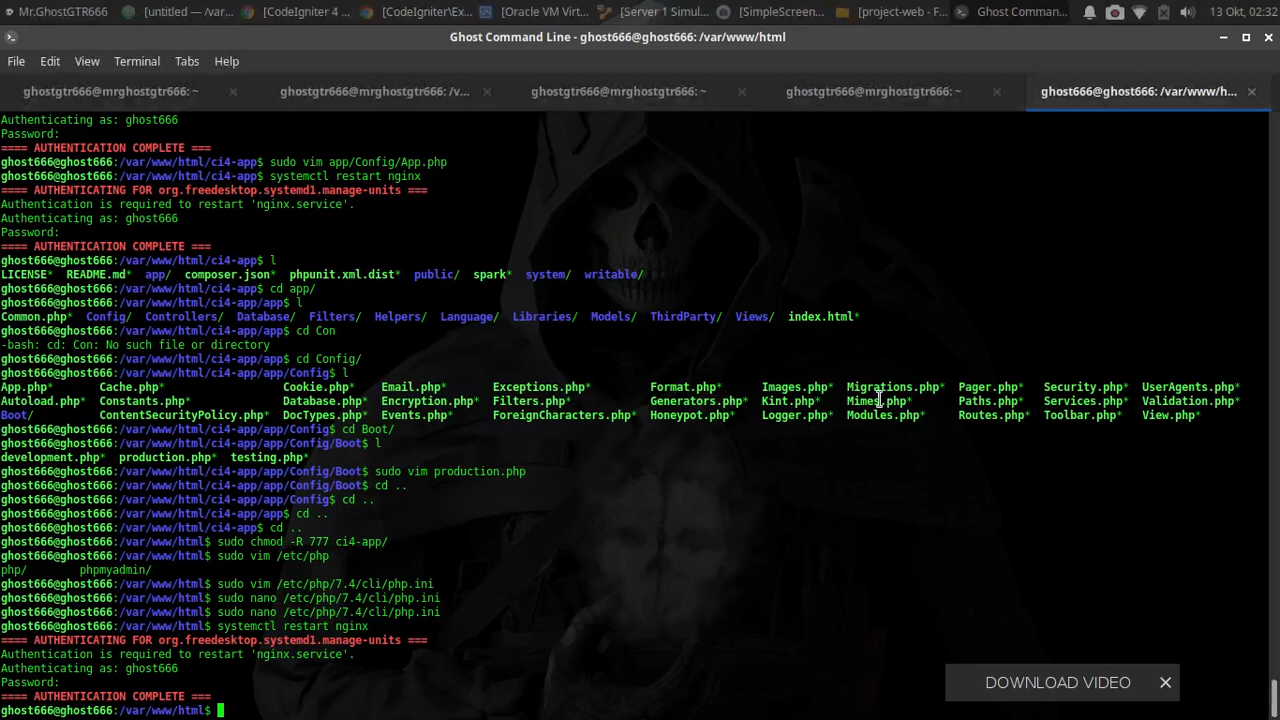 Mr.GhostGTR666 [untitled — /var... [CodeIgniter 4 ... [CodeIgniter\Ex... [Oracle VM Virt... [Server 1 Simul... [SimpleScreen... [project-web - F... Ghost Comman... 13 Okt, 02:32
Ghost Command Line - ghost666@ghost666: /var/www/html
File Edit View Terminal Tabs Help
ghostgtr666@mrghostgtr666: ~ ghostgtr666@mrghostgtr666: /v... ghostgtr666@mrghostgtr666: ~ ghostgtr666@mrghostgtr666: ~ ghost666@ghost666: /var/www/h...
Authenticating as: ghost666
Password:
==== AUTHENTICATION COMPLETE ===
ghost666@ghost666:/var/www/html/ci4-app$ sudo vim app/Config/App.php
ghost666@ghost666:/var/www/html/ci4-app$ systemctl restart nginx
==== AUTHENTICATING FOR org.freedesktop.systemd1.manage-units ===
Authentication is required to restart 'nginx.service'.
Authenticating as: ghost666
Password:
==== AUTHENTICATION COMPLETE ===
ghost666@ghost666:/var/www/html/ci4-app$ l
LICENSE* README.md* app/ composer.json* phpunit.xml.dist* public/ spark* system/ writable/
ghost666@ghost666:/var/www/html/ci4-app$ cd app/
ghost666@ghost666:/var/www/html/ci4-app/app$ l
Common.php* Config/ Controllers/ Database/ Filters/ Helpers/ Language/ Libraries/ Models/ ThirdParty/ Views/ index.html*
ghost666@ghost666:/var/www/html/ci4-app/app$ cd Con
-bash: cd: Con: No such file or directory
ghost666@ghost666:/var/www/html/ci4-app/app$ cd Config/
ghost666@ghost666:/var/www/html/ci4-app/app/Config$ l
App.php* Cache.php* Cookie.php* Email.php* Exceptions.php* Format.php* Images.php* Migrations.php* Pager.php* Security.php* UserAgents.php*
Autoload.php* Constants.php* Database.php* Encryption.php* Filters.php* Generators.php* Kint.php* Mimes.php* Paths.php* Services.php* Validation.php*
Boot/ ContentSecurityPolicy.php* DocTypes.php* Events.php* ForeignCharacters.php* Honeypot.php* Logger.php* Modules.php* Routes.php* Toolbar.php* View.php*
ghost666@ghost666:/var/www/html/ci4-app/app/Config$ cd Boot/
ghost666@ghost666:/var/www/html/ci4-app/app/Config/Boot$ l
development.php* production.php* testing.php*
ghost666@ghost666:/var/www/html/ci4-app/app/Config/Boot$ sudo vim production.php
ghost666@ghost666:/var/www/html/ci4-app/app/Config/Boot$ cd ..
ghost666@ghost666:/var/www/html/ci4-app/app/Config$ cd ..
ghost666@ghost666:/var/www/html/ci4-app/app$ cd ..
ghost666@ghost666:/var/www/html/ci4-app$ cd ..
ghost666@ghost666:/var/www/html$ sudo chmod -R 777 ci4-app/
ghost666@ghost666:/var/www/html$ sudo vim /etc/php
php/ phpmyadmin/
ghost666@ghost666:/var/www/html$ sudo vim /etc/php/7.4/cli/php.ini
ghost666@ghost666:/var/www/html$ sudo nano /etc/php/7.4/cli/php.ini
ghost666@ghost666:/var/www/html$ sudo nano /etc/php/7.4/cli/php.ini
ghost666@ghost666:/var/www/html$ systemctl restart nginx
==== AUTHENTICATING FOR org.freedesktop.systemd1.manage-units ===
Authentication is required to restart 'nginx.service'.
Authenticating as: ghost666
Password:
==== AUTHENTICATION COMPLETE ===
ghost666@ghost666:/var/www/html$
DOWNLOAD VIDEO